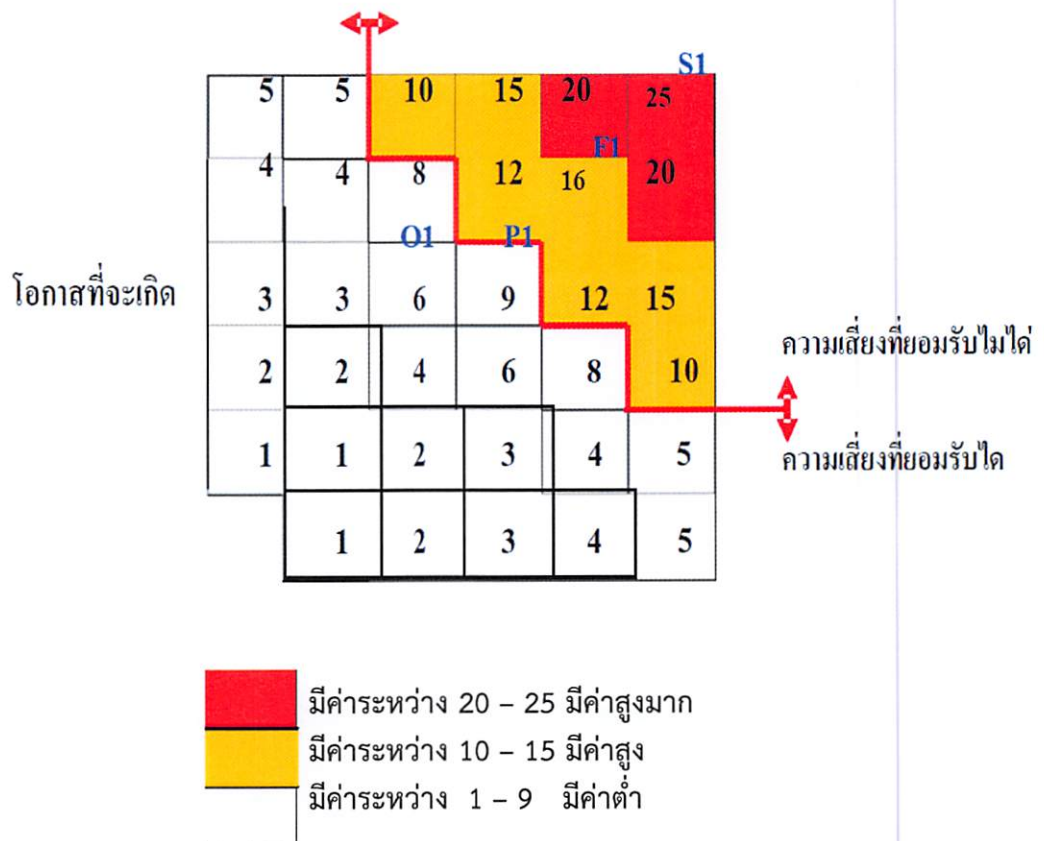 S1
5 5 10 15 20 25
F1
4 4 8 12 16 20
O1 P1
โอกาสที่จะเกิด 3 3 6 9 12 15
ความเสี่ยงที่ยอมรับไมได่
2 2 4 6 8 10
1 1 2 3 4 5
ความเสี่ยงที่ยอมรับได
1 2 3 4 5
มีค่าระหว่าง 20 – 25 มีค่าสูงมาก
มีค่าระหว่าง 10 – 15 มีค่าสูง
มีค่าระหว่าง 1 – 9 มีค่าต่ำ